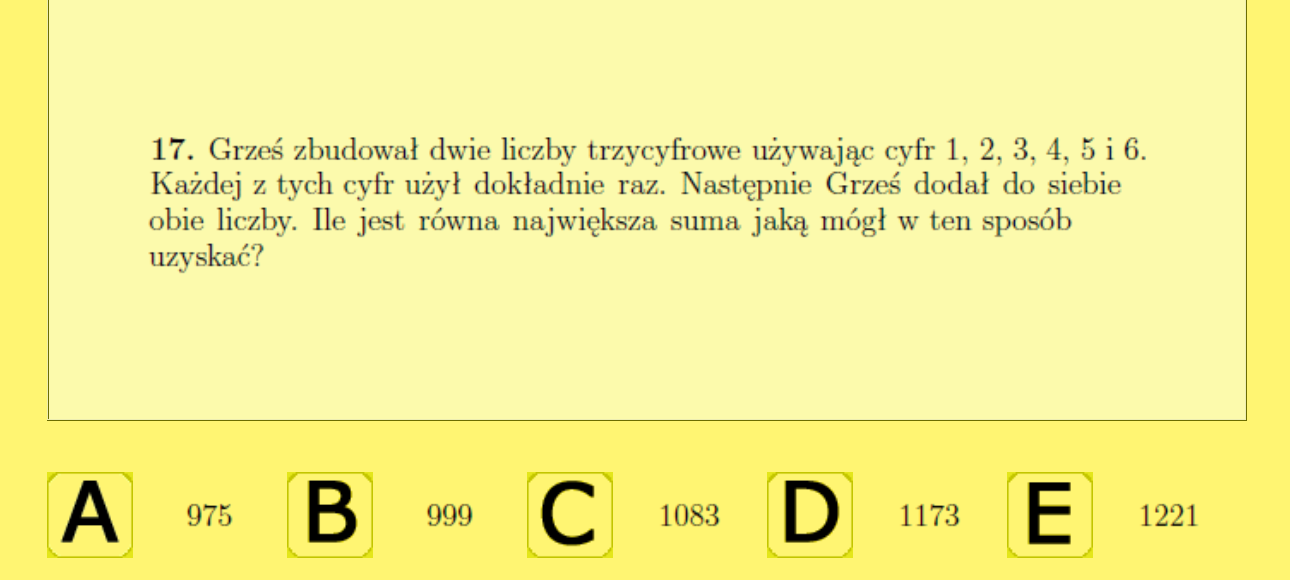 17. Grześ zbudował dwie liczby trzycyfrowe używając cyfr 1, 2, 3, 4, 5 i 6.
Każdej z tych cyfr użył dokładnie raz. Następnie Grześ dodał do siebie
obie liczby. Ile jest równa największa suma jaką mógł w ten sposób
uzyskać?
A 975 B 999 C 1083 D 1173 E 1221